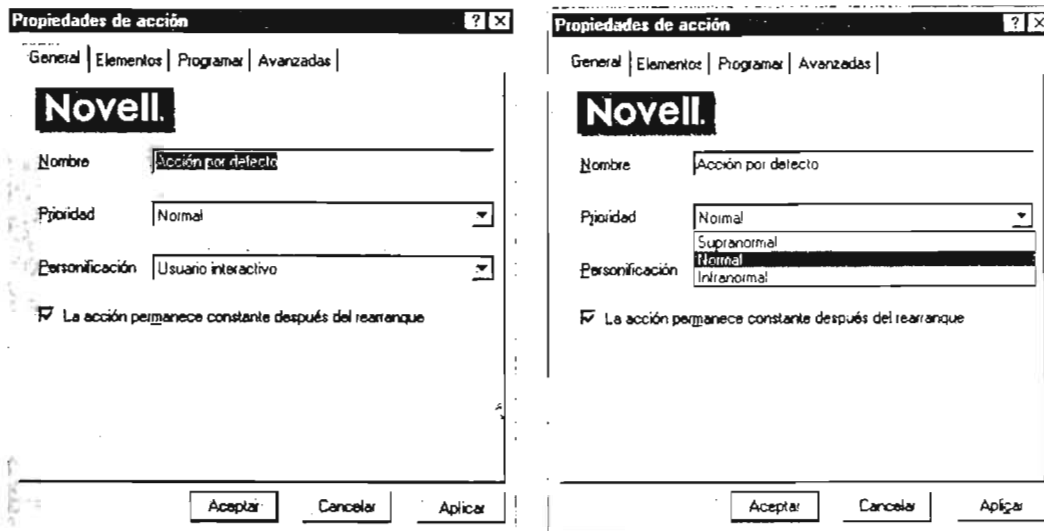 Propiedades de acción
General Elementos Programar Avanzadas
Novell.
Nombre Acción por defecto
Prioridad Normal
Personificación Usuario interactivo
La acción permanece constante después del rearranque
Aceptar Cancelar Aplicar
Propiedades de acción
General Elementos Programar Avanzadas
Novell.
Nombre Acción por defecto
Prioridad Normal
Supranormal
Normal
Personificación Infranormal
La acción permanece constante después del rearranque
Aceptar Cancelar Aplicar